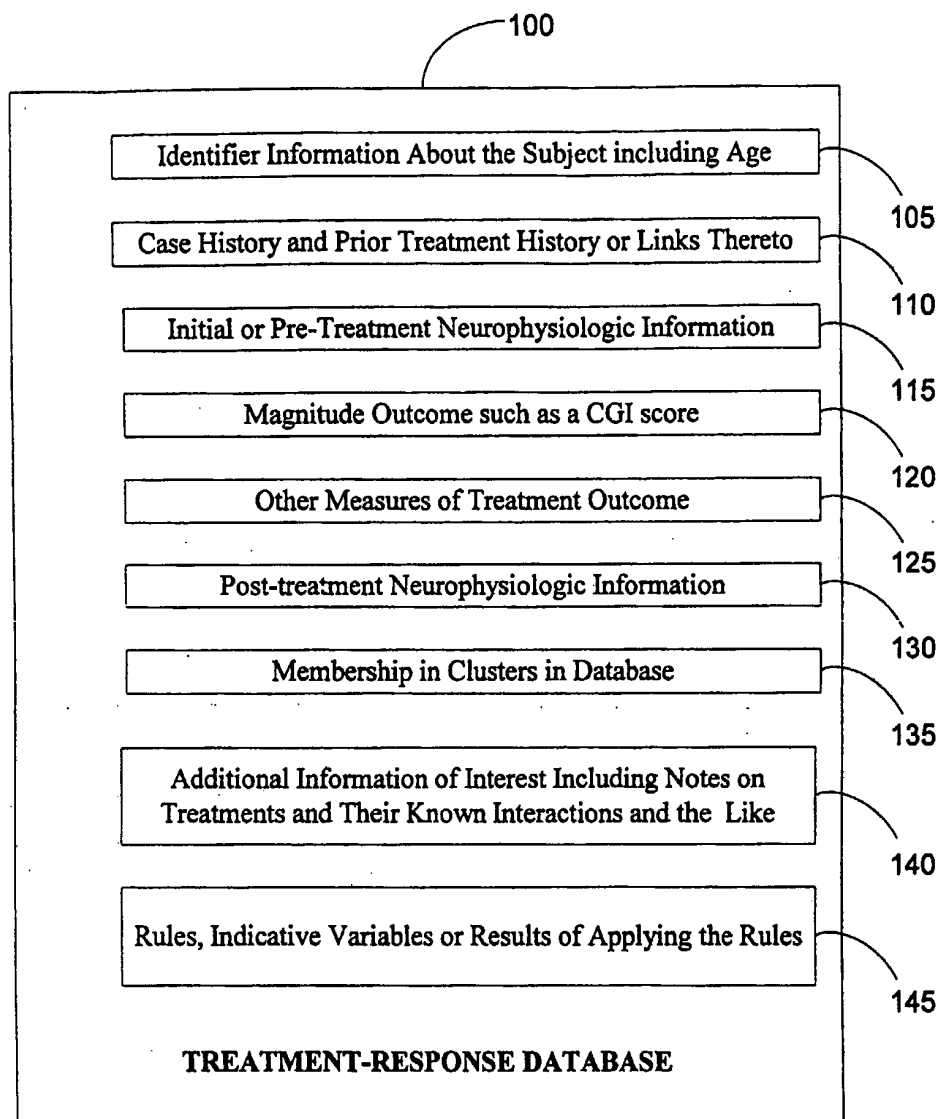 100
Identifier Information About the Subject including Age
105
Case History and Prior Treatment History or Links Thereto
110
Initial or Pre-Treatment Neurophysiologic Information
115
Magnitude Outcome such as a CGI score
120
Other Measures of Treatment Outcome
125
Post-treatment Neurophysiologic Information
130
Membership in Clusters in Database
135
Additional Information of Interest Including Notes on
Treatments and Their Known Interactions and the Like
140
Rules, Indicative Variables or Results of Applying the Rules
145
TREATMENT-RESPONSE DATABASE